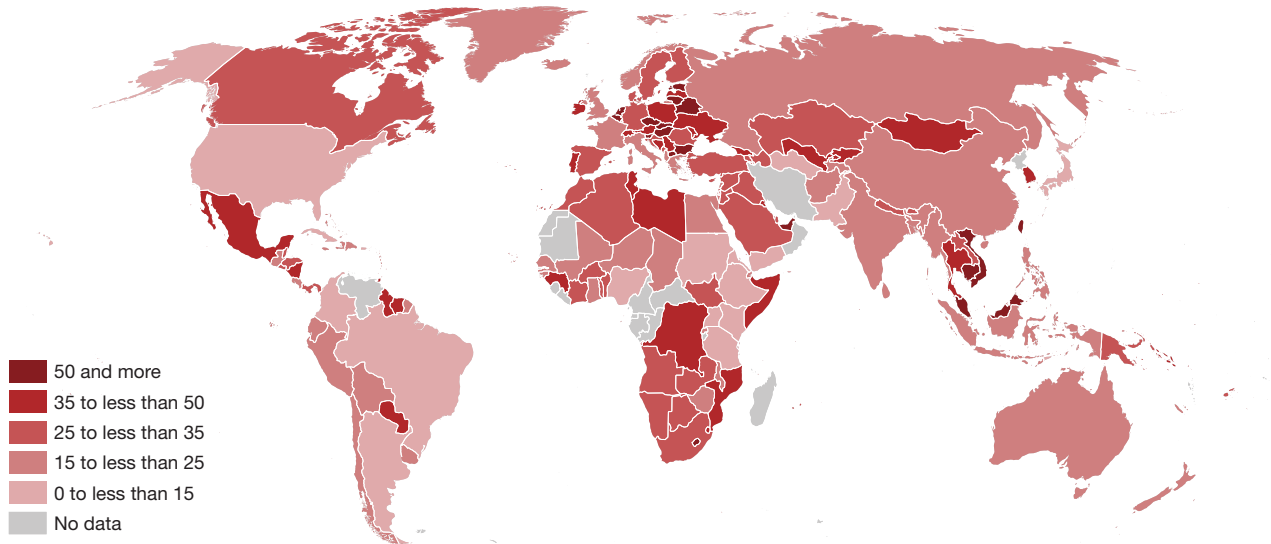 50 and more
35 to less than 50
25 to less than 35
15 to less than 25
0 to less than 15
No data